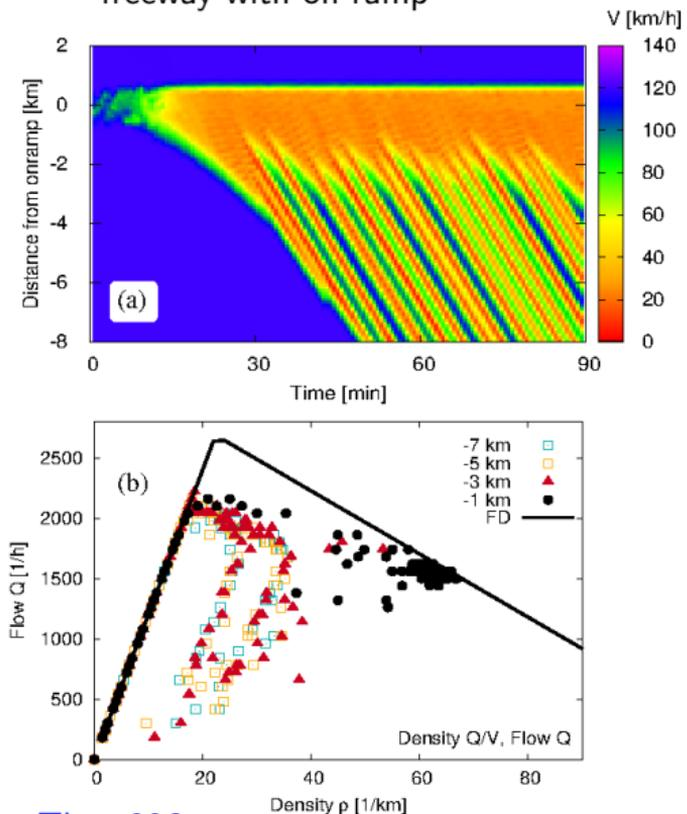 freeway with on-ramp
V [km/h]
140
120
100
80
60
40
20
0
Distance from onramp [km]
2
0
-2
-4
-6
-8
(a)
0 30 60 90
Time [min]
Flow Q [1/h]
2500
2000
1500
1000
500
0
(b)
-7 km
-5 km
-3 km
-1 km
FD
Density Q/V, Flow Q
0 20 40 60 80
Density ρ [1/km]